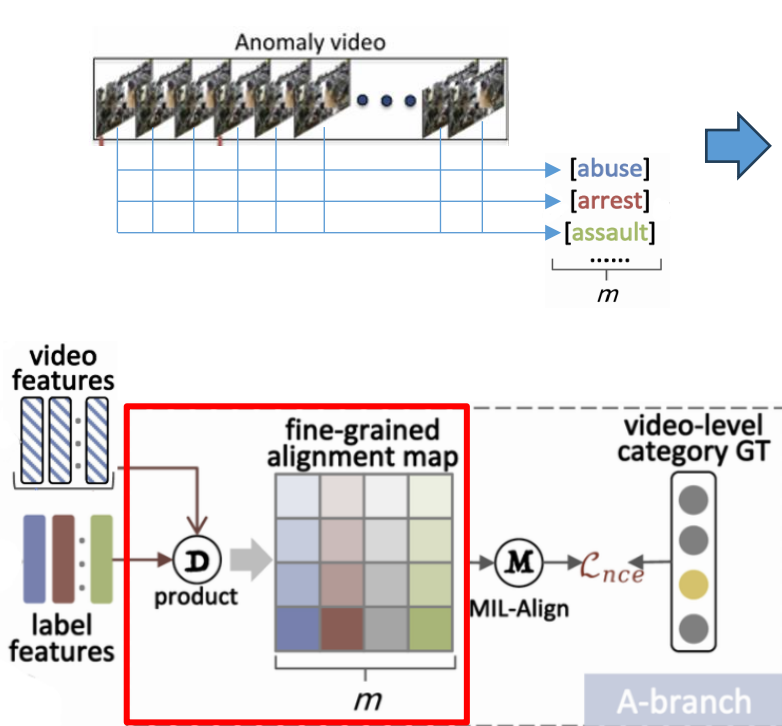 Anomaly video
[abuse]
[arrest]
[assault]
......
m
video
features
fine-grained
alignment map
video-level
category GT
D
product
M
MIL-Align
ℒnce
label
features
m
A-branch